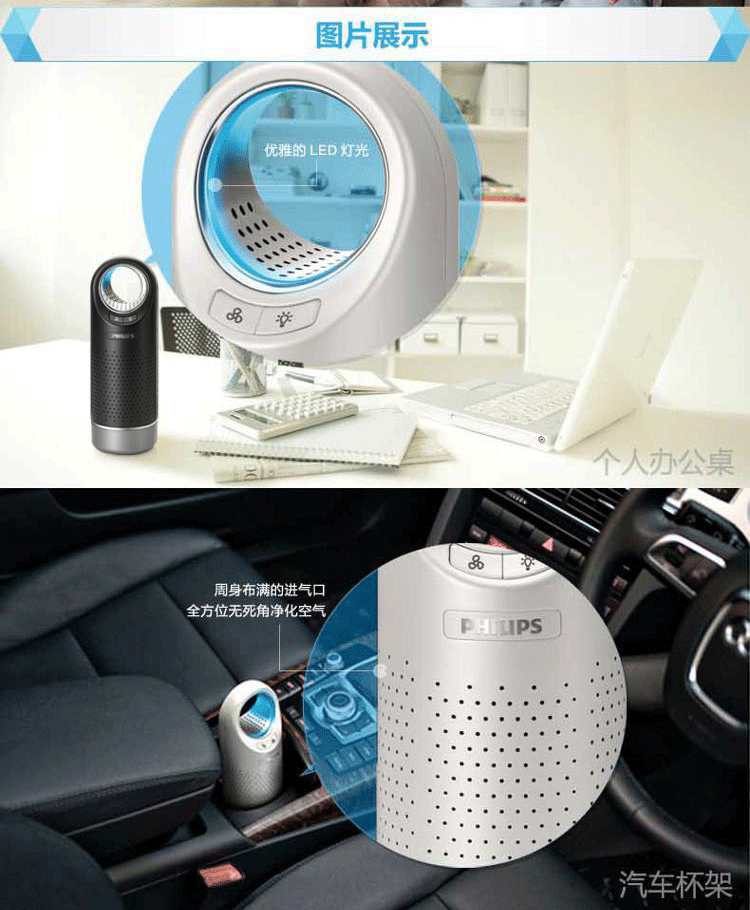 图片展示
优雅的 LED 灯光
PHILIPS
个人办公桌
周身布满的进气口
全方位无死角净化空气
PHILIPS
汽车杯架